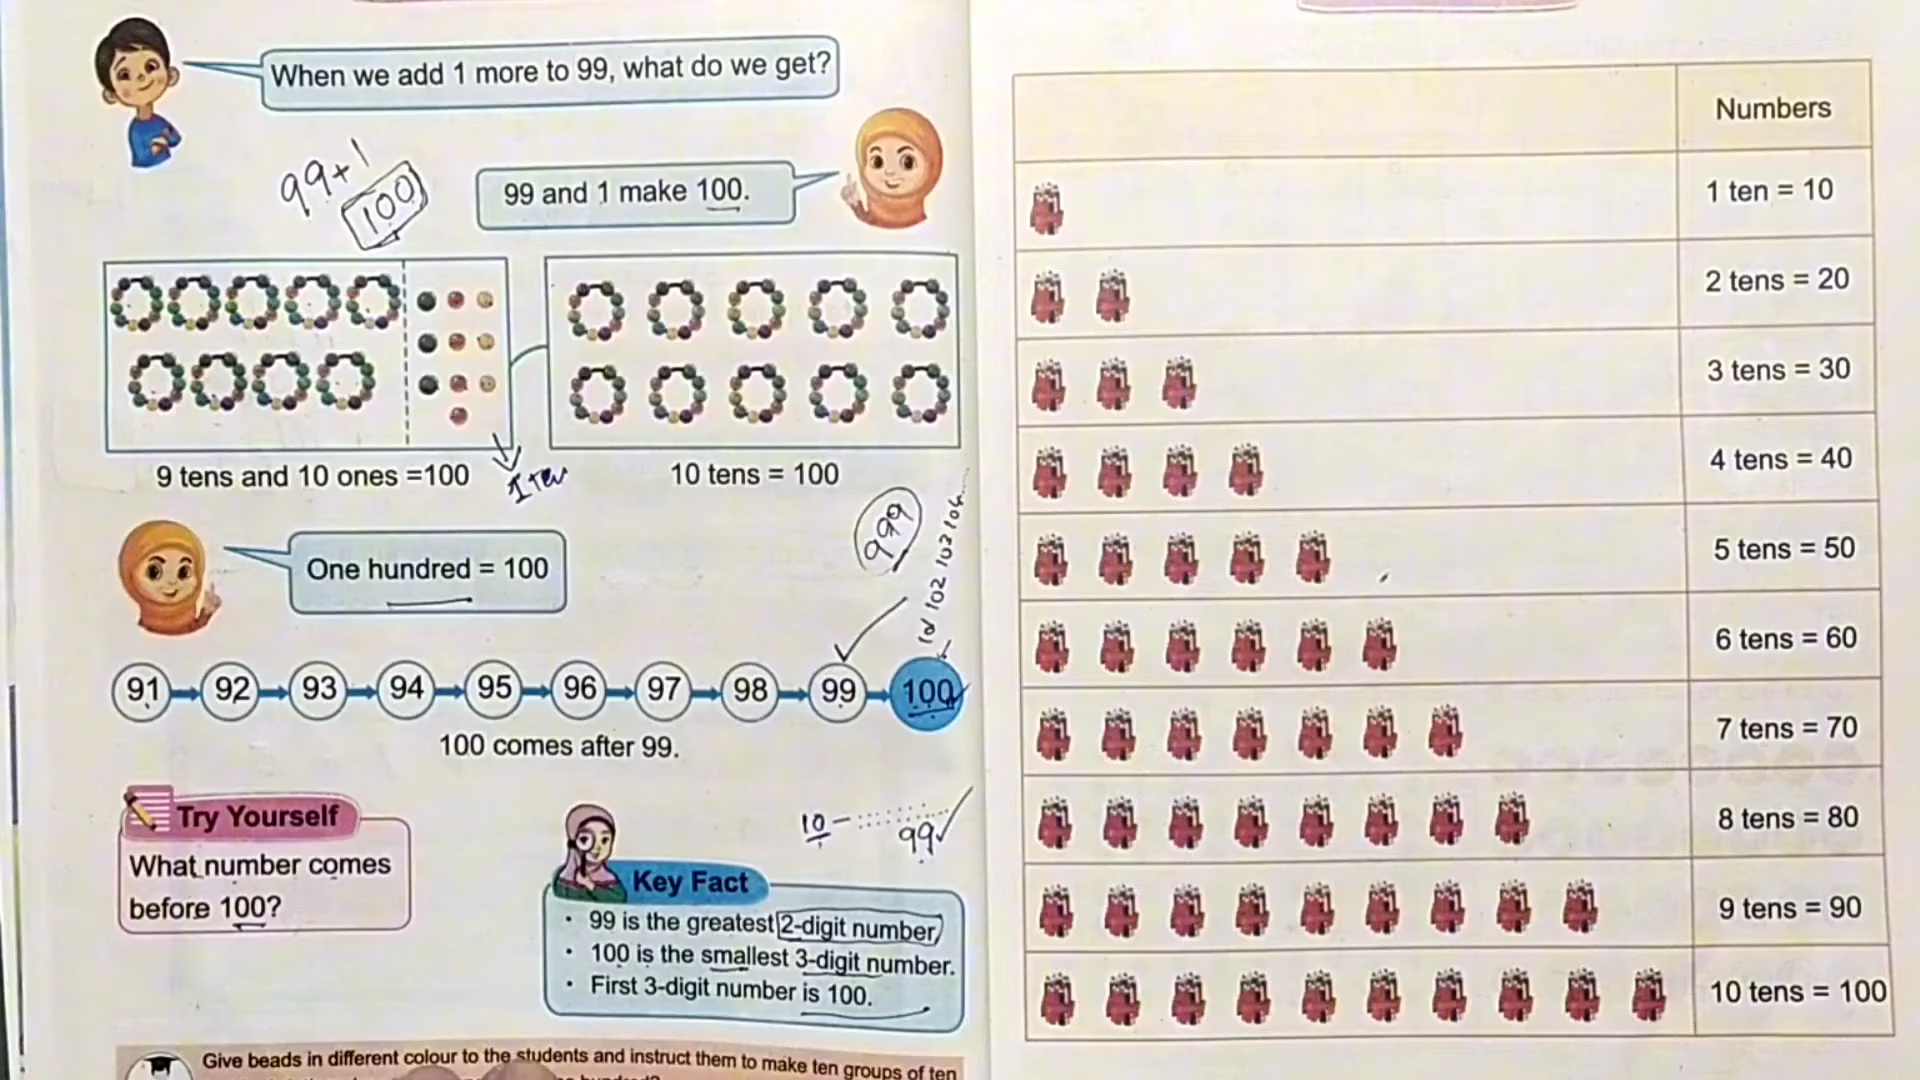 When we add 1 more to 99, what do we get?
99+1
100
99 and 1 make 100.
9 tens and 10 ones =100
1 Ten
10 tens = 100
One hundred = 100
999
101 102 103 104...
91 92 93 94 95 96 97 98 99 100
100 comes after 99.
Try Yourself
What number comes
before 100?
10 - 99
Key Fact
• 99 is the greatest 2-digit number,
• 100 is the smallest 3-digit number.
• First 3-digit number is 100.
Give beads in different colour to the students and instruct them to make ten groups of ten
Numbers
1 ten = 10
2 tens = 20
3 tens = 30
4 tens = 40
5 tens = 50
6 tens = 60
7 tens = 70
8 tens = 80
9 tens = 90
10 tens = 100